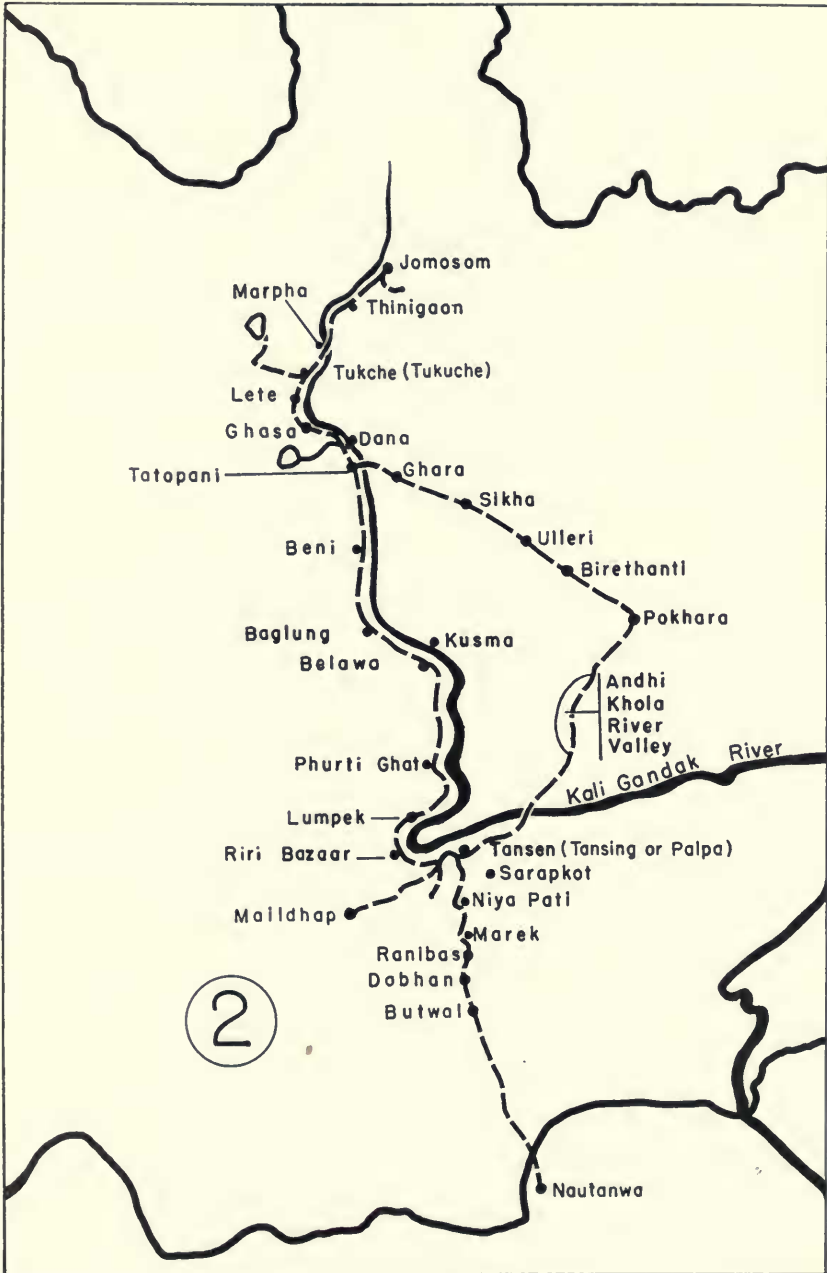 Jomosom
Marpha
Thinigaon
Tukche (Tukuche)
Lete
Ghasa
Dana
Tatopani
Ghara
Sikha
Ulleri
Beni
Birethanti
Pokhara
Baglung
Kusma
Belawa
Andhi
Khola
River
Valley
Phurti Ghat
Kali Gandak River
Lumpek
Riri Bazaar
Tansen (Tansing or Palpa)
Sarapkot
Niya Pati
Maildhap
Marek
Ranibas
Dobhan
Butwal
2
Nautanwa